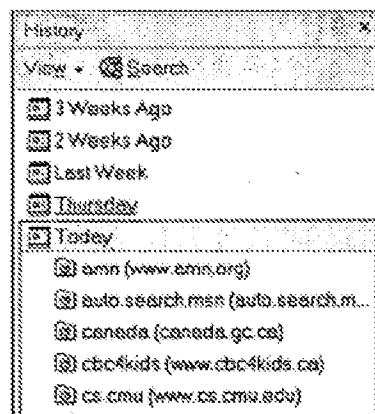 History
View Search
3 Weeks Ago
2 Weeks Ago
Last Week
Thursday
Today
amn (www.amn.org)
auto.search.msn (auto.search.m...
canada (canada.gc.ca)
cbc4kids (www.cbc4kids.ca)
cs.cmu (www.cs.cmu.edu)